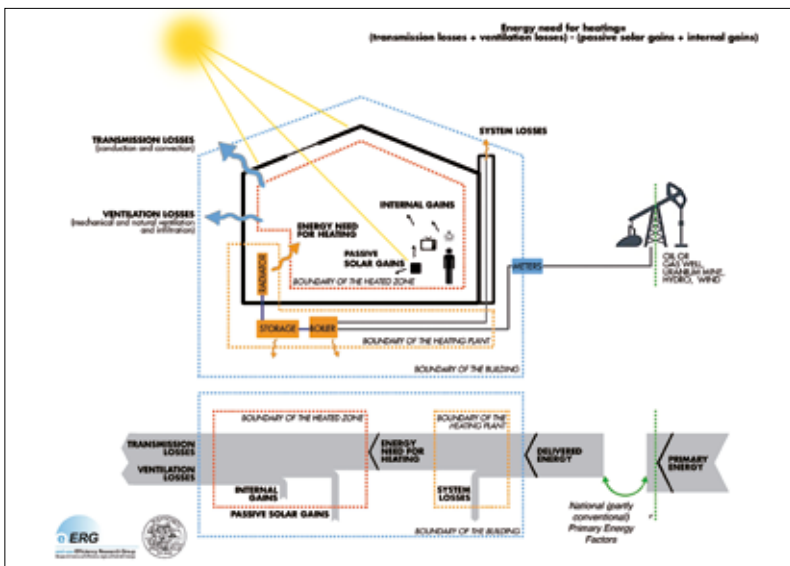 Energy need for heating=
(transmission losses + ventilation losses) - (passive solar gains + internal gains)
TRANSMISSION LOSSES
(conduction and convection)
SYSTEM LOSSES
VENTILATION LOSSES
(mechanical and natural ventilation
and infiltration)
INTERNAL GAINS
ENERGY NEED
FOR HEATING
PASSIVE
SOLAR GAINS
RADIATOR
BOUNDARY OF THE HEATED ZONE
METERS
OIL OR
GAS WELL,
URANIUM MINE,
HYDRO, WIND
STORAGE
BOILER
BOUNDARY OF THE HEATING PLANT
BOUNDARY OF THE BUILDING
BOUNDARY OF THE HEATED ZONE
BOUNDARY OF THE
HEATING PLANT
TRANSMISSION
LOSSES
VENTILATION
LOSSES
ENERGY
NEED FOR
HEATING
DELIVERED
ENERGY
PRIMARY
ENERGY
INTERNAL
GAINS
PASSIVE SOLAR GAINS
SYSTEM
LOSSES
BOUNDARY OF THE BUILDING
National (partly
conventional)
Primary Energy
Factors
eERG
Efficiency Research Group